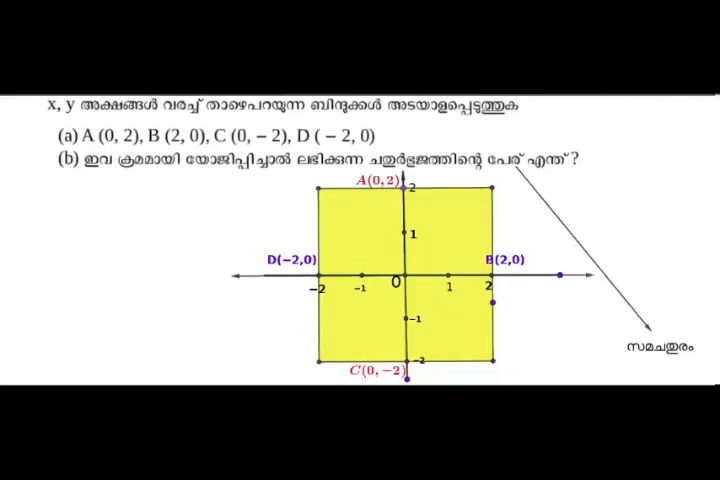 x, y അക്ഷങ്ങൾ വരച്ച് താഴെപറയുന്ന ബിന്ദുക്കൾ അടയാളപ്പെടുത്തുക
(a) A (0, 2), B (2, 0), C (0, − 2), D ( − 2, 0)
(b) ഇവ ക്രമമായി യോജിപ്പിച്ചാൽ ലഭിക്കുന്ന ചതുർഭുജത്തിന്റെ പേര് എന്ത് ?
A(0, 2) 2
1
D(−2,0) B(2,0)
−2 −1 0 1 2
−1
സമചതുരം
−2
C(0, −2)